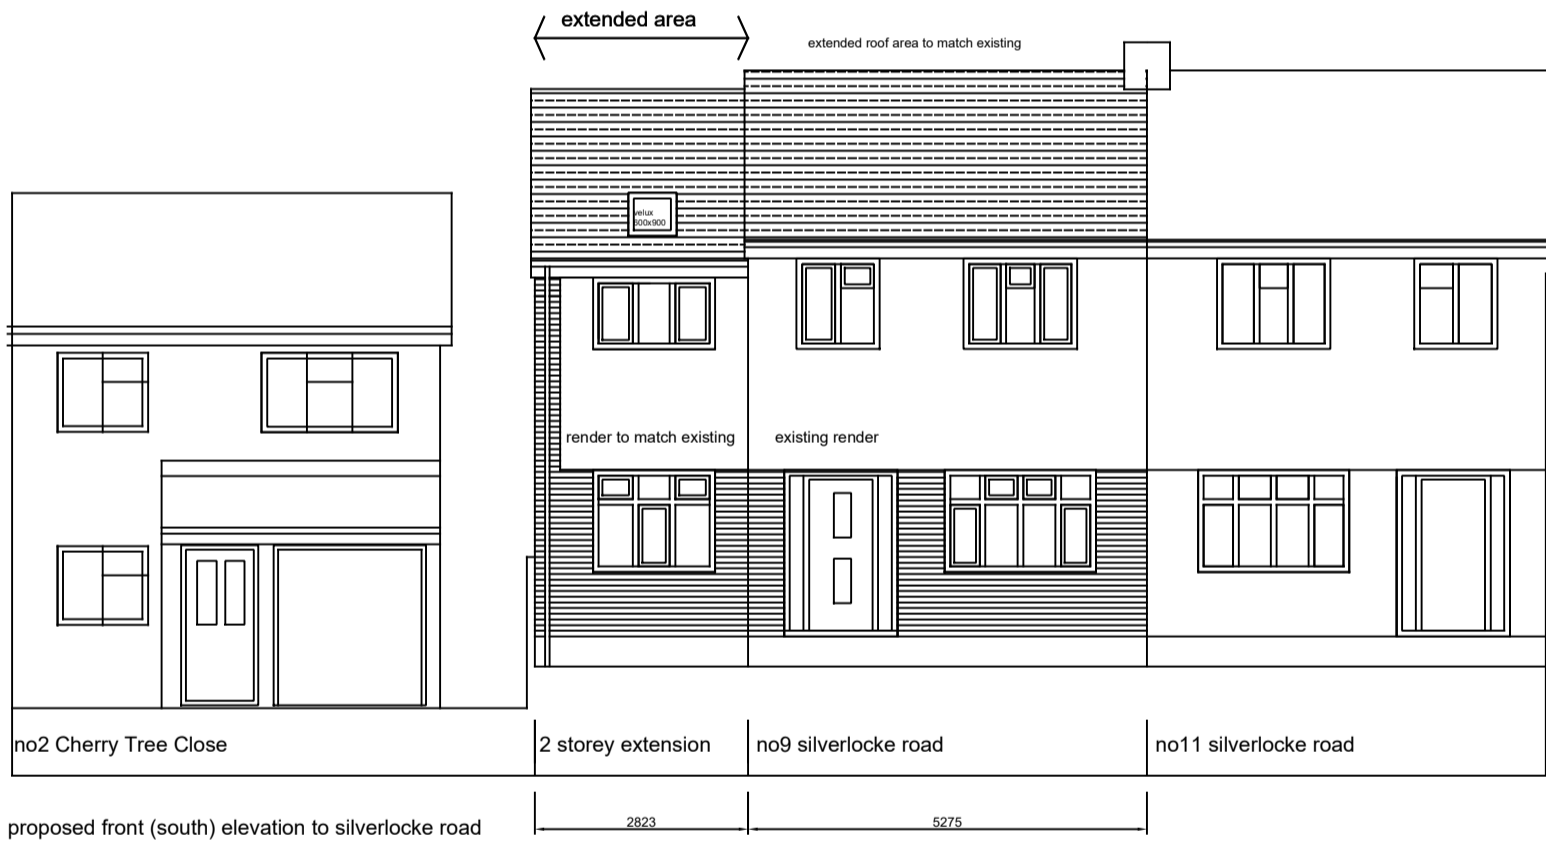 extended area
extended roof area to match existing
velux
600x900
render to match existing
existing render
no2 Cherry Tree Close
2 storey extension
no9 silverlocke road
no11 silverlocke road
proposed front (south) elevation to silverlocke road
2823
5275